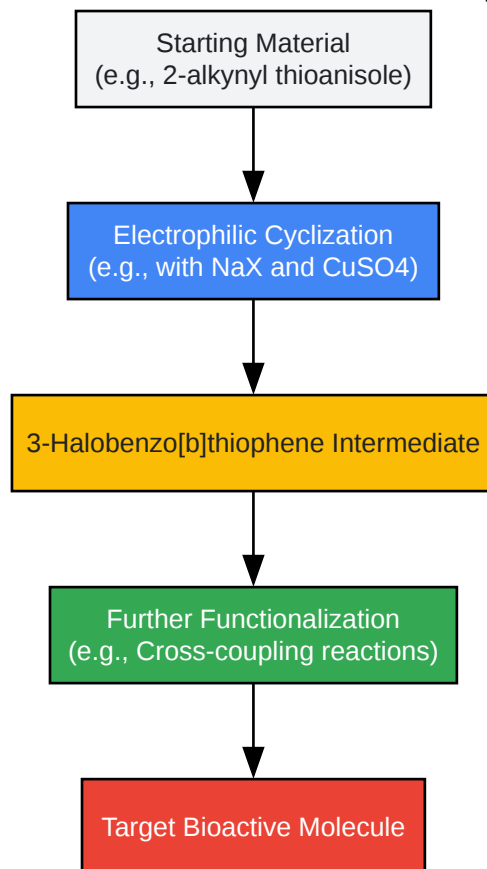 Starting Material
(e.g., 2-alkynyl thioanisole)
Electrophilic Cyclization
(e.g., with NaX and CuSO4)
3-Halobenzo[b]thiophene Intermediate
Further Functionalization
(e.g., Cross-coupling reactions)
Target Bioactive Molecule